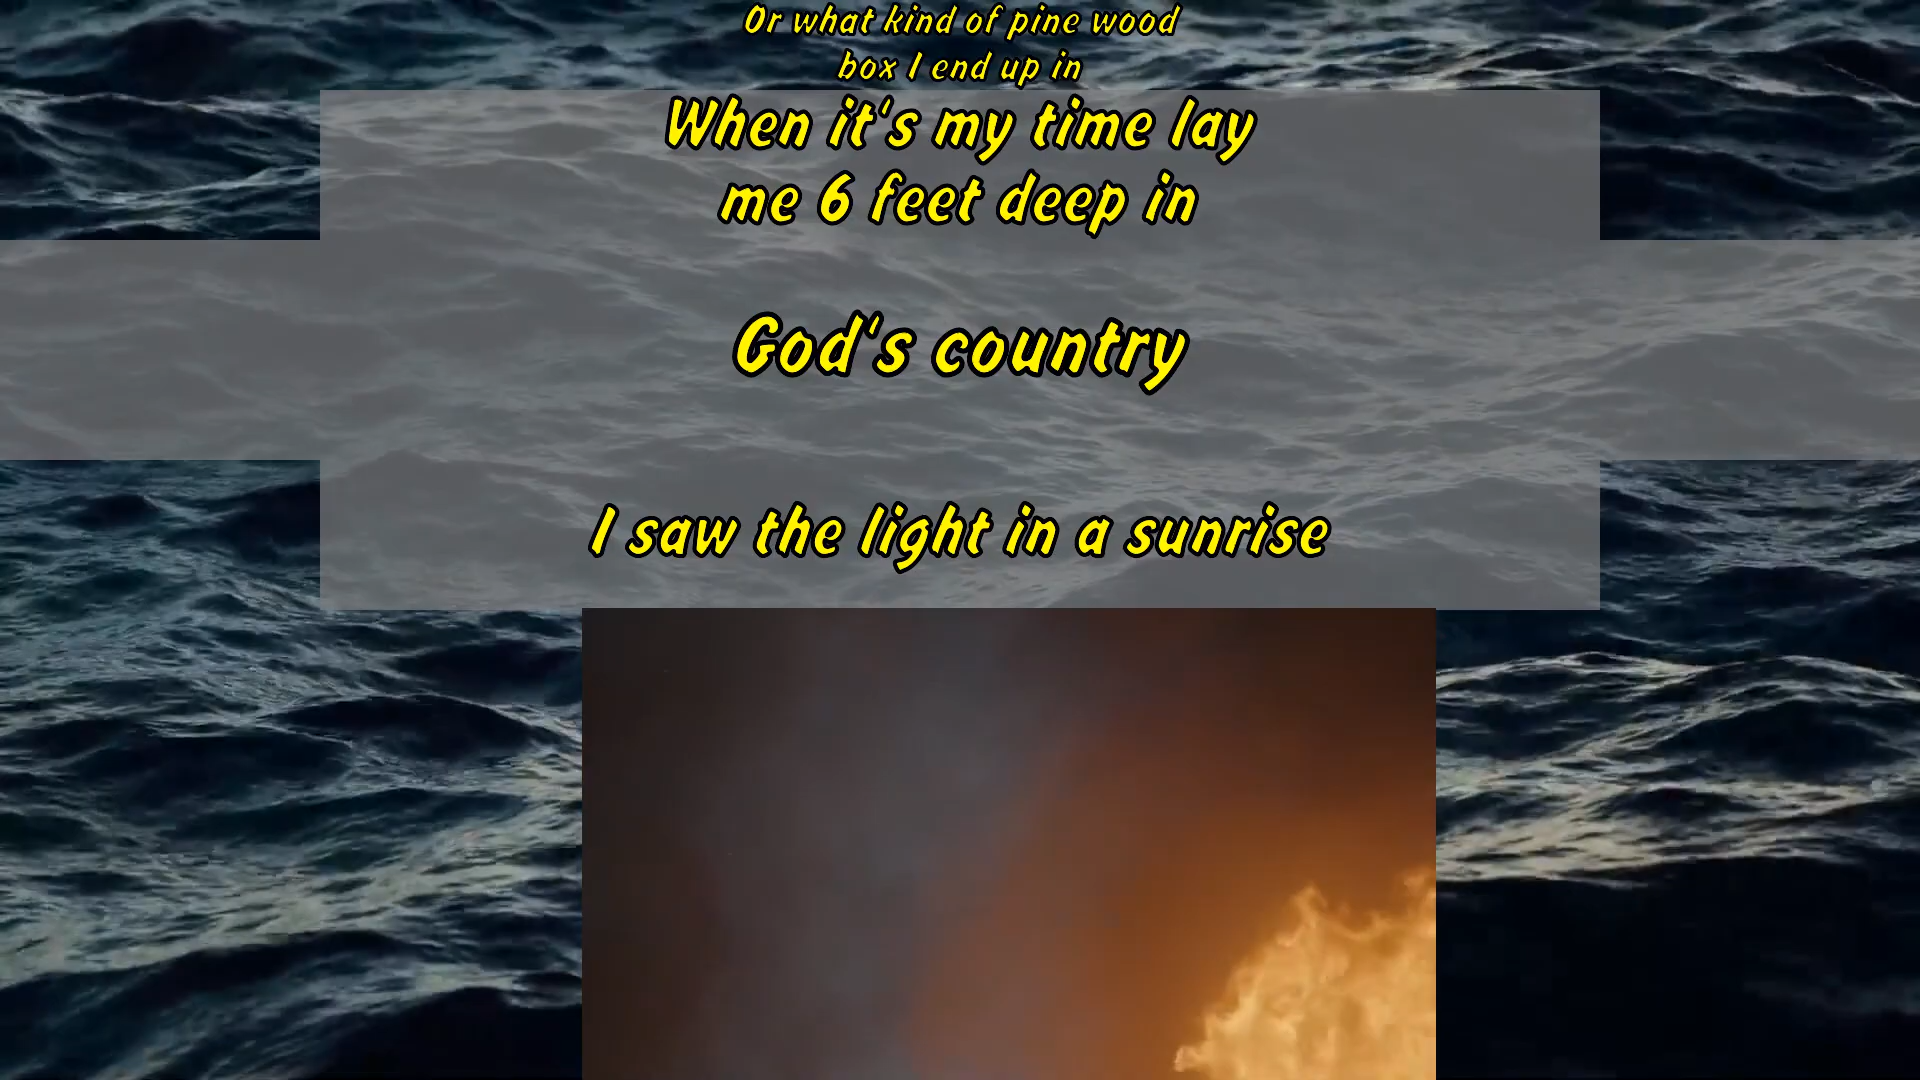 Or what kind of pine wood
box I end up in
When it's my time lay
me 6 feet deep in
God's country
I saw the light in a sunrise